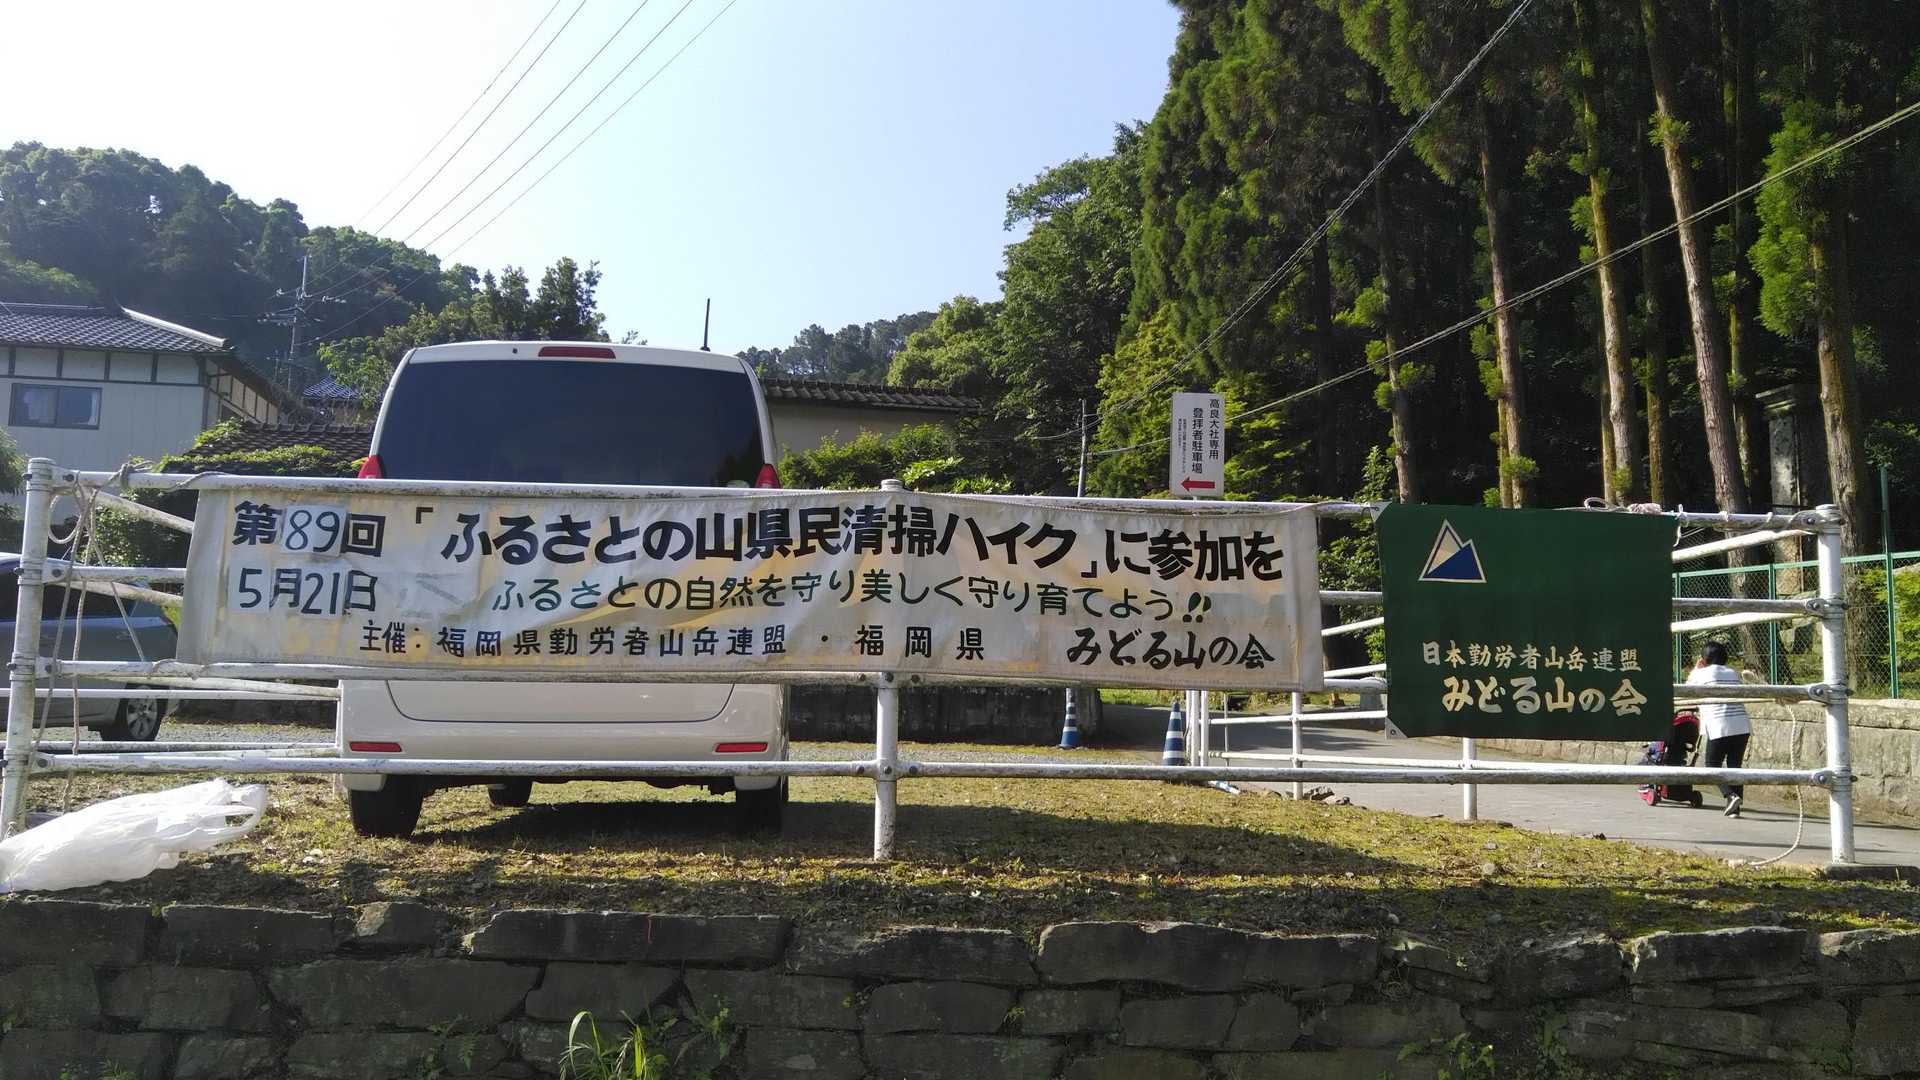 第89回「ふるさとの山県民清掃ハイク」に参加を
5月21日 ふるさとの自然を守り美しく守り育てよう!!
主催:福岡県勤労者山岳連盟・福岡県 みどる山の会
高良大社専用
登拝者駐車場
日本勤労者山岳連盟
みどる山の会